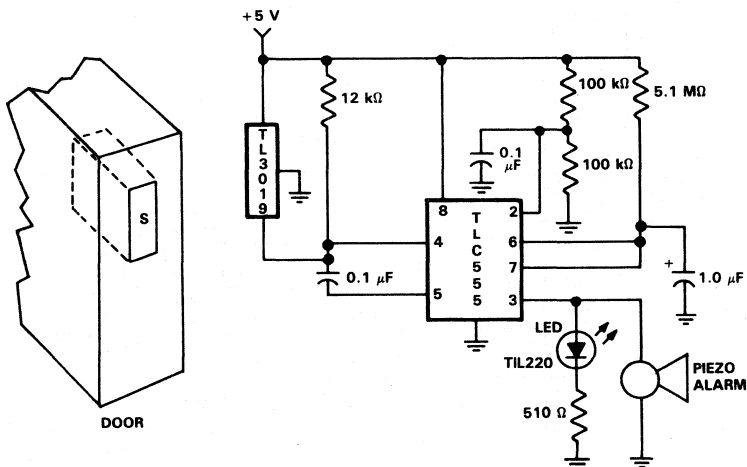 +5 V
12 kΩ
100 kΩ
5.1 MΩ
TL3019
0.1
μF
100 kΩ
S
8
2
TLC555
4
6
7
5
3
0.1 μF
+
1.0 μF
LED
TIL220
510 Ω
PIEZO
ALARM
DOOR